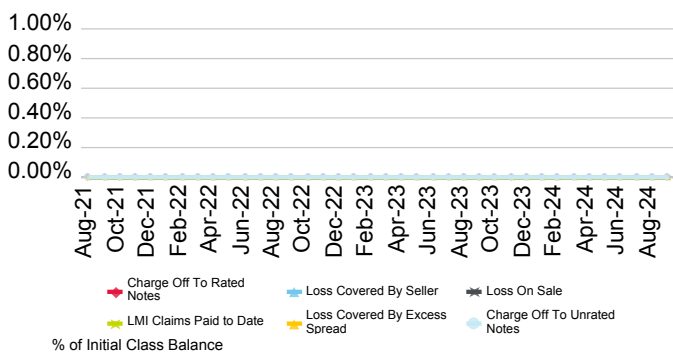 1.00%
0.80%
0.60%
0.40%
0.20%
0.00%
Aug-21
Oct-21
Dec-21
Feb-22
Apr-22
Jun-22
Aug-22
Oct-22
Dec-22
Feb-23
Apr-23
Jun-23
Aug-23
Oct-23
Dec-23
Feb-24
Apr-24
Jun-24
Aug-24
Charge Off To Rated
Notes
Loss Covered By Seller
Loss On Sale
LMI Claims Paid to Date
Loss Covered By Excess
Spread
Charge Off To Unrated
Notes
% of Initial Class Balance